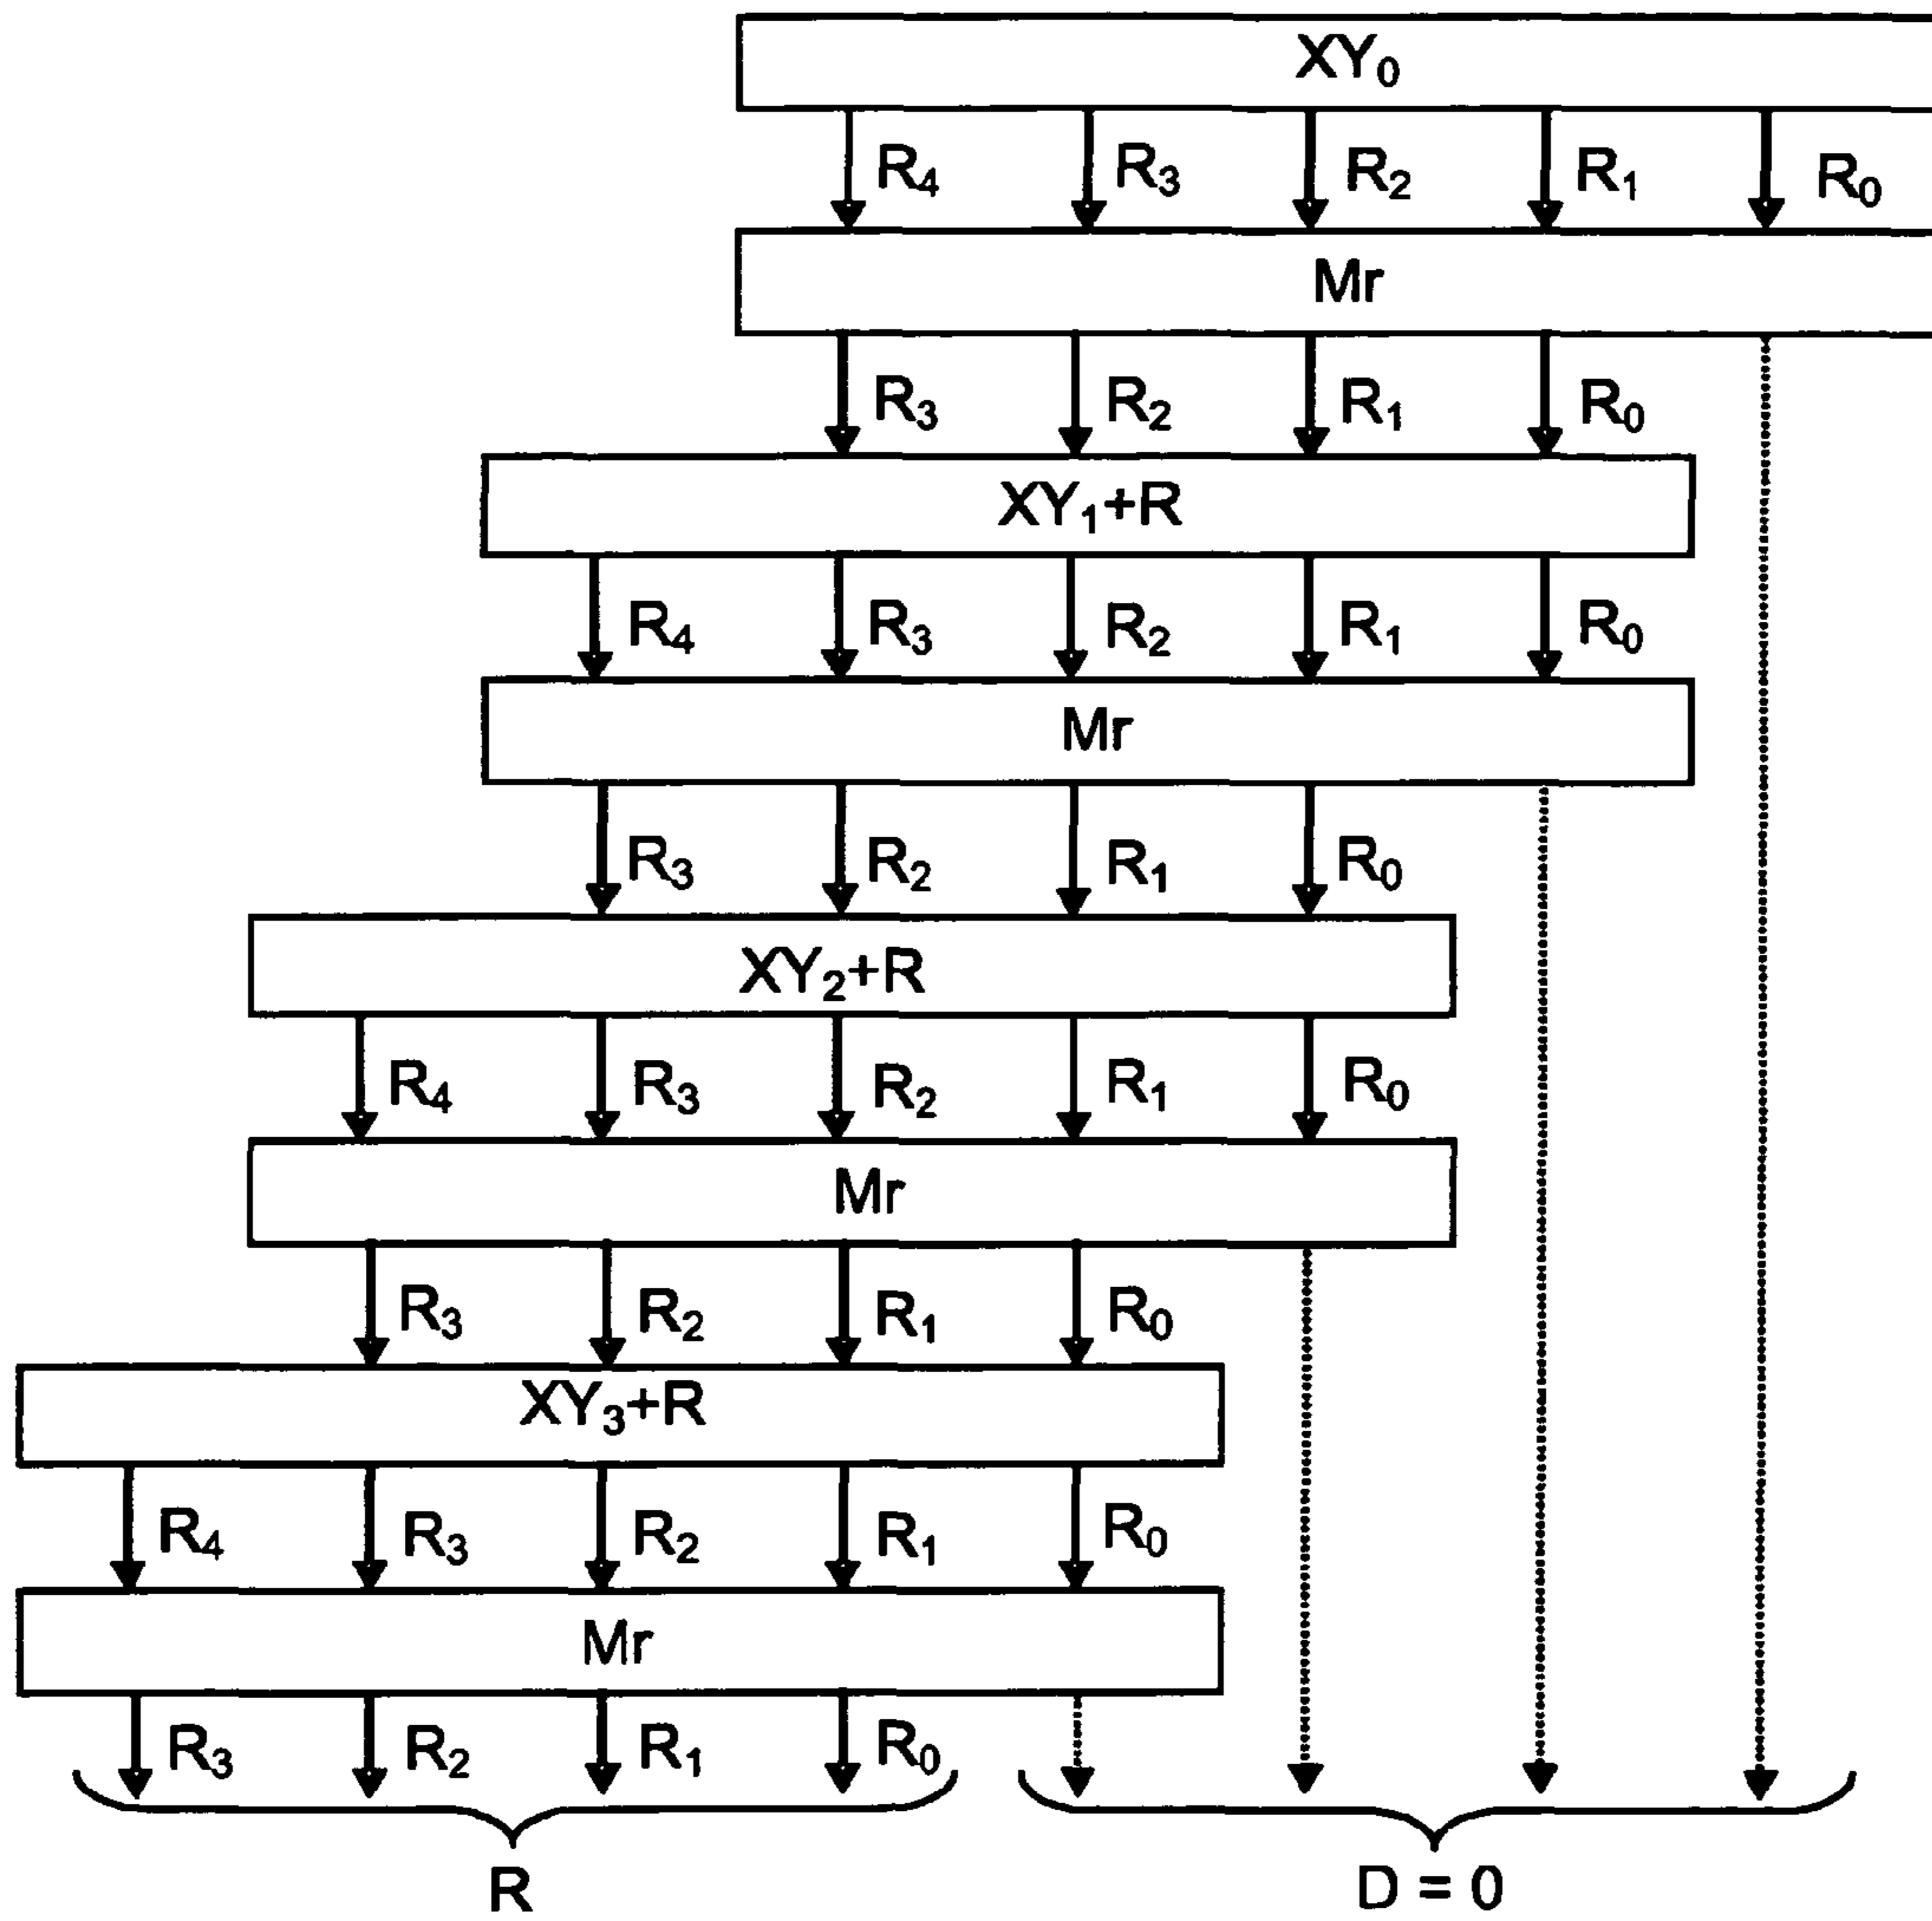 XY₀
R₄ R₃ R₂ R₁ R₀
Mr
R₃ R₂ R₁ R₀
XY₁+R
R₄ R₃ R₂ R₁ R₀
Mr
R₃ R₂ R₁ R₀
XY₂+R
R₄ R₃ R₂ R₁ R₀
Mr
R₃ R₂ R₁ R₀
XY₃+R
R₄ R₃ R₂ R₁ R₀
Mr
R₃ R₂ R₁ R₀
R D = 0